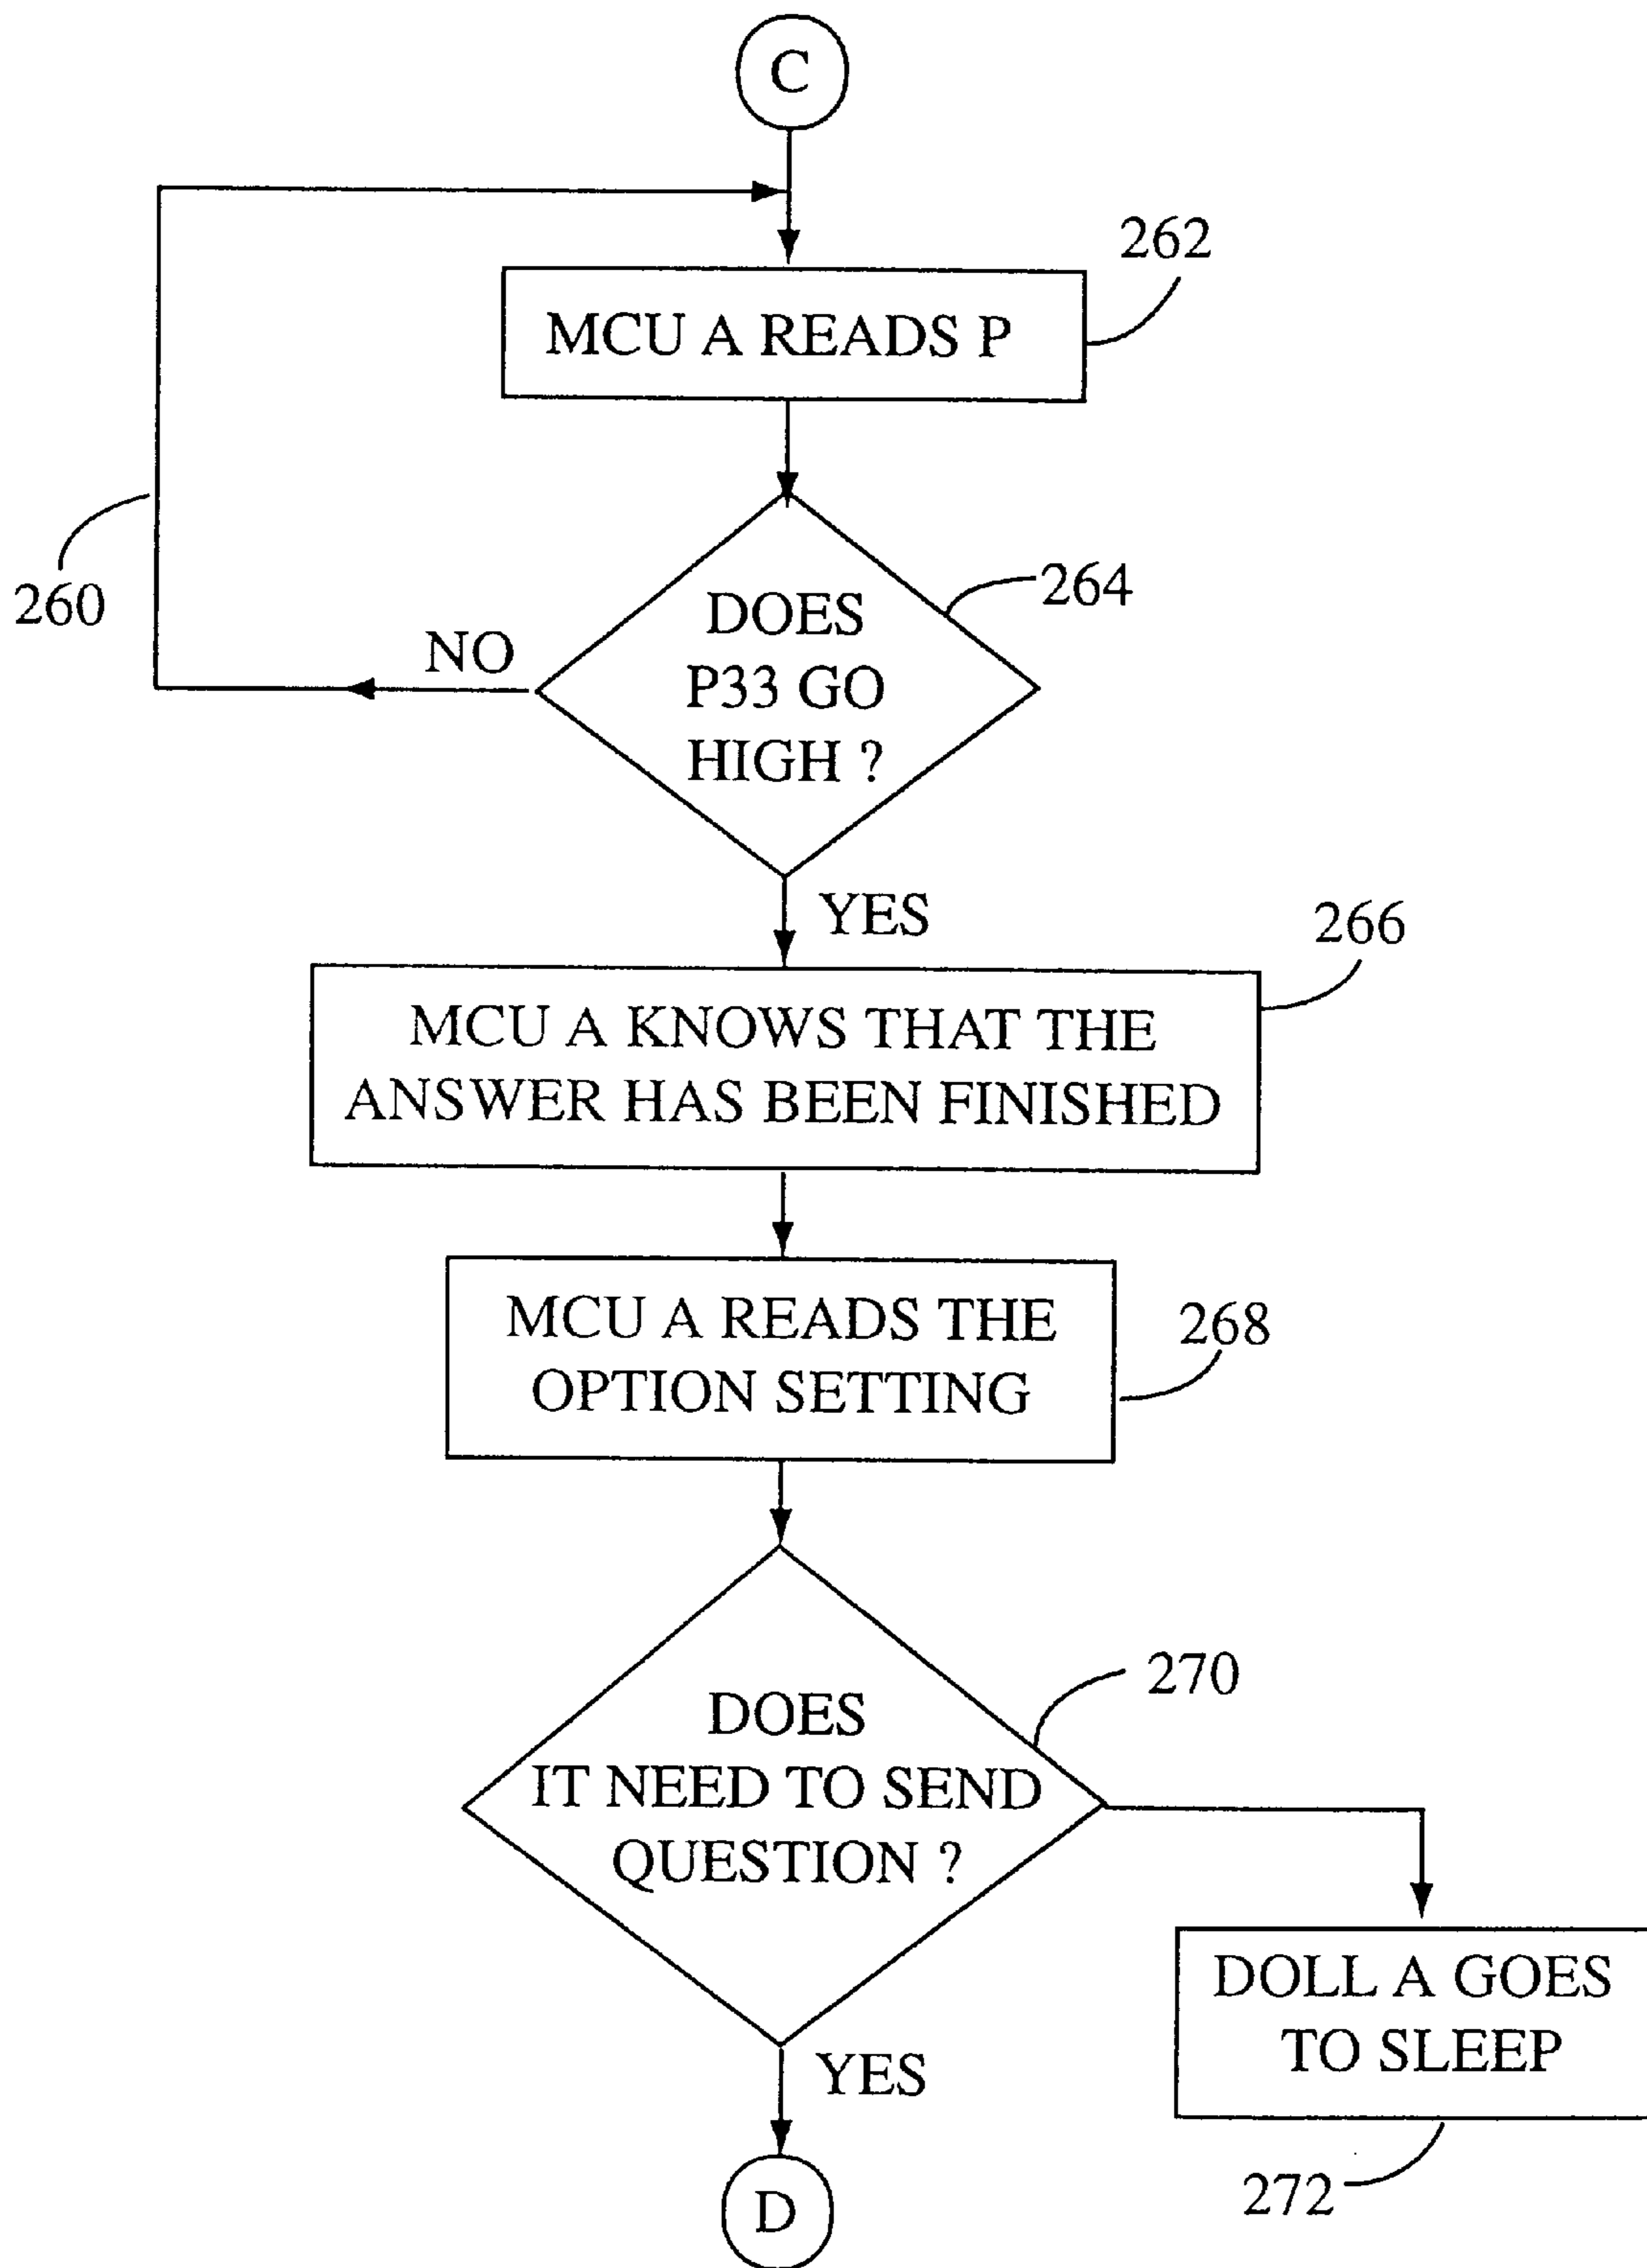 C
262
MCU A READS P
260
264
NO
DOES
P33 GO
HIGH ?
YES
266
MCU A KNOWS THAT THE
ANSWER HAS BEEN FINISHED
MCU A READS THE
OPTION SETTING
268
270
DOES
IT NEED TO SEND
QUESTION ?
DOLL A GOES
TO SLEEP
YES
272
D